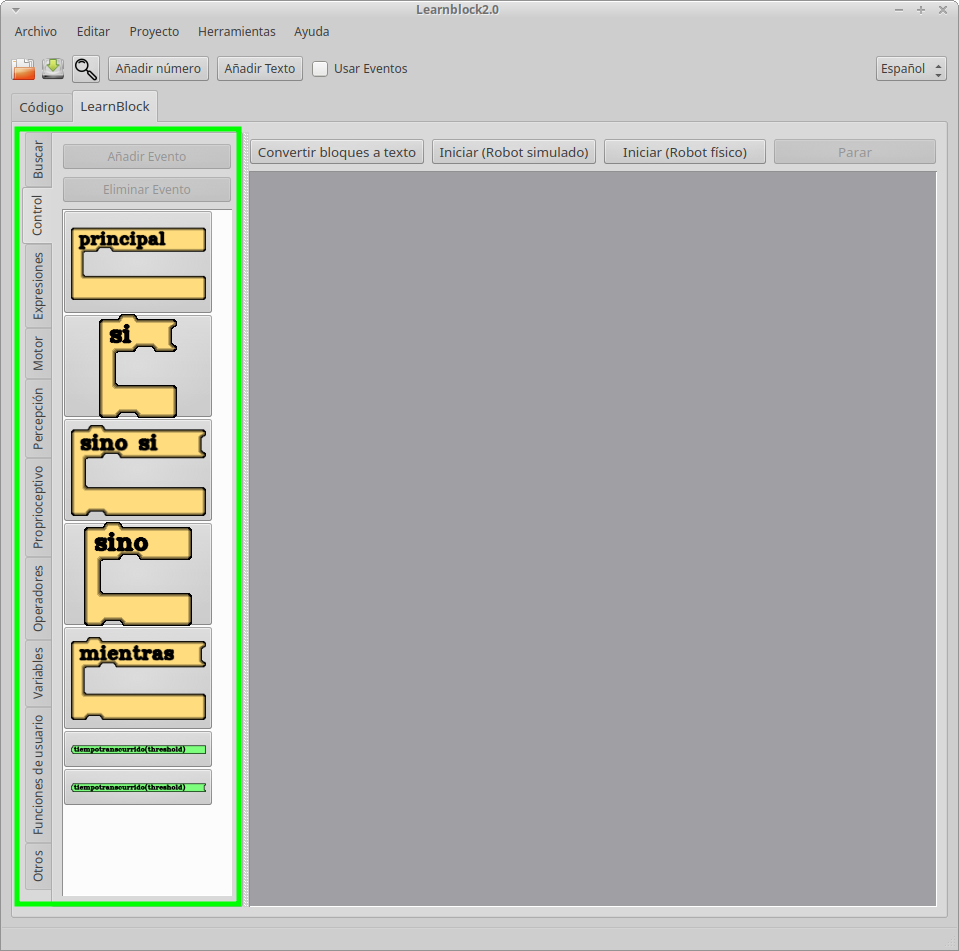 Learnblock2.0
Archivo Editar Proyecto Herramientas Ayuda
Añadir número Añadir Texto Usar Eventos Español
Código LearnBlock
Buscar
Control
Expresiones
Motor
Percepción
Proprioceptivo
Operadores
Variables
Funciones de usuario
Otros
Añadir Evento
Eliminar Evento
principal
si
sino si
sino
mientras
tiempotranscurrido(threshold)
tiempotranscurrido(threshold)
Convertir bloques a texto Iniciar (Robot simulado) Iniciar (Robot físico) Parar